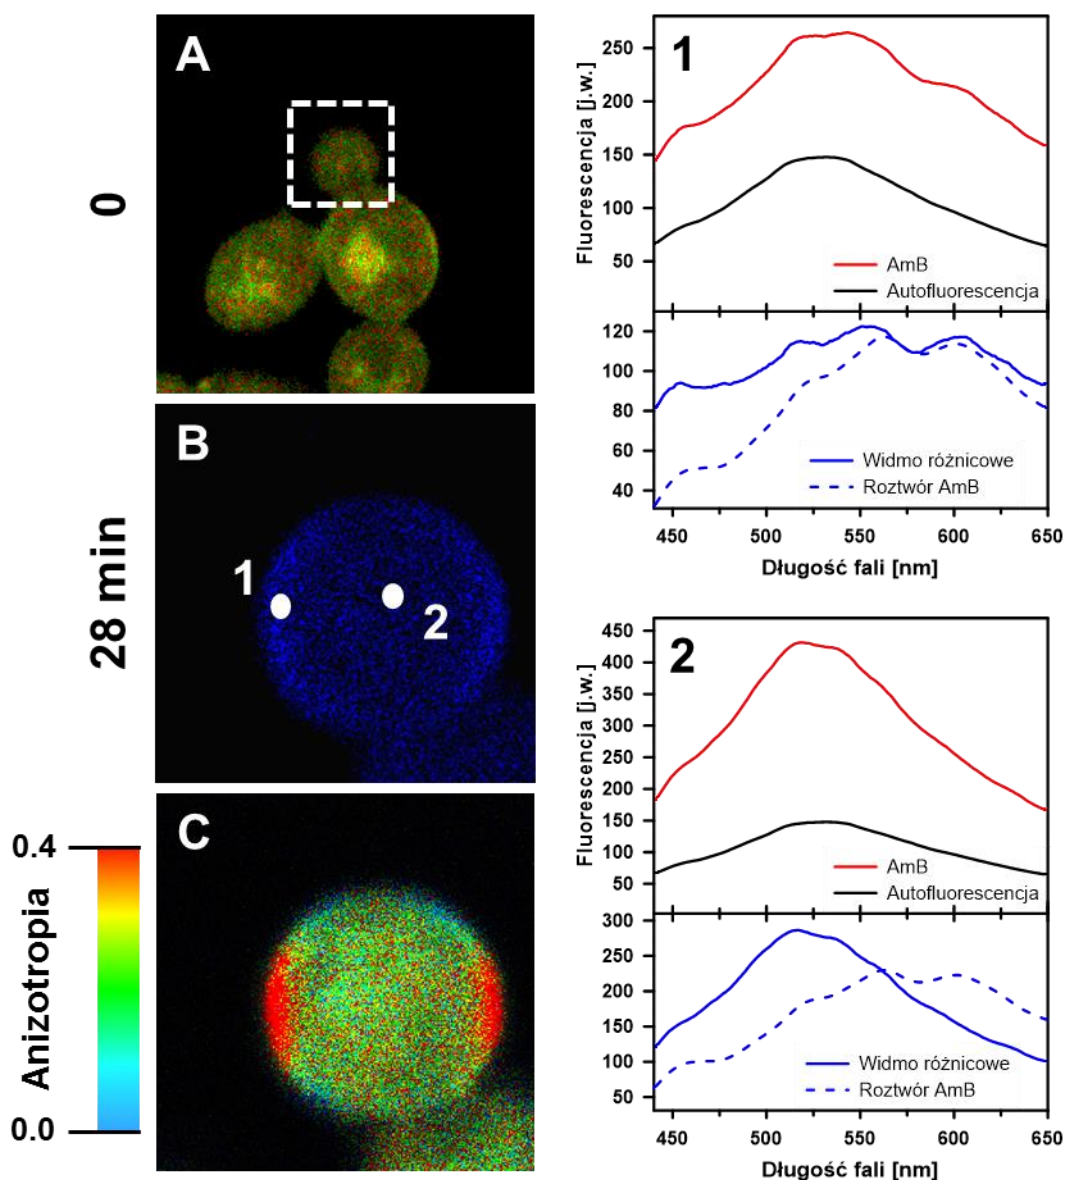 A
0
B
1
2
28 min
C
0.4
Anizotropia
0.0
1
Fluorescencja [j.w.]
250
200
150
100
50
AmB
Autofluorescencja
120
100
80
60
40
Widmo różnicowe
Roztwór AmB
450 500 550 600 650
Długość fali [nm]
2
Fluorescencja [j.w.]
450
400
350
300
250
200
150
100
50
AmB
Autofluorescencja
300
250
200
150
100
50
Widmo różnicowe
Roztwór AmB
450 500 550 600 650
Długość fali [nm]